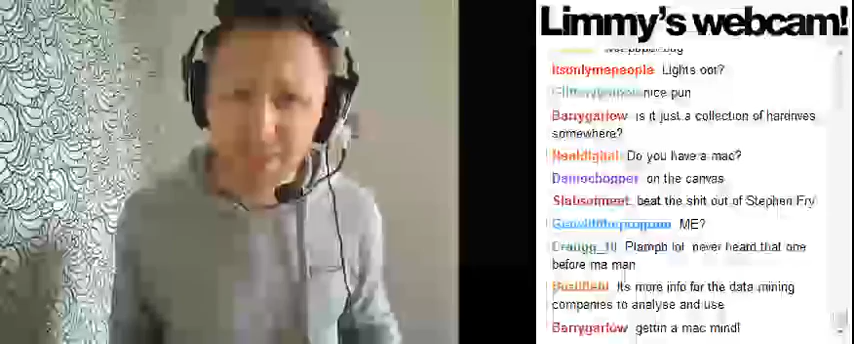 Limmy's webcam!
Itsonlymepeople Lights oot?
nice pun
Barrygarlow is it just a collection of hardrives
somewhere?
Do you have a mac?
on the canvas
beat the shit out of Stephen Fry
ME?
Plamph lol never heard that one
before ma man
Its more info for the data mining
companies to analyse and use
Barrygarlow gettin a mac mind!